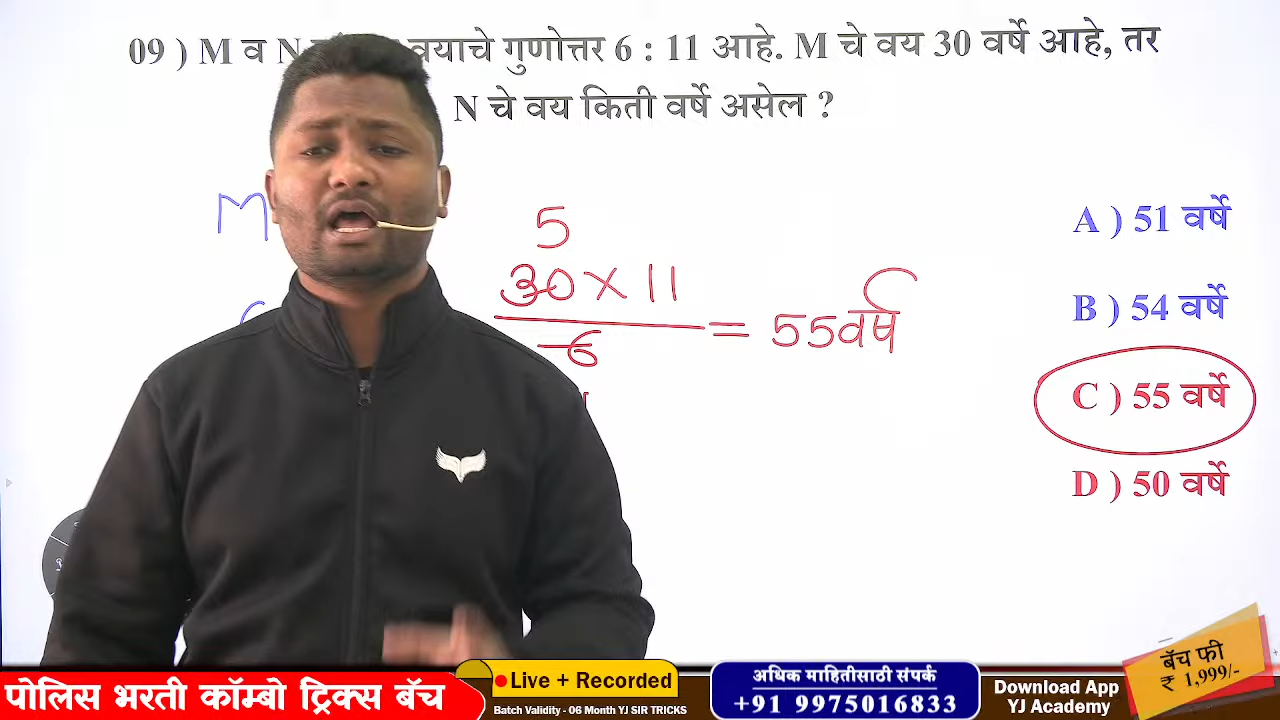 09 ) M व N वयाचे गुणोत्तर 6 : 11 आहे. M चे वय 30 वर्षे आहे, तर
N चे वय किती वर्षे असेल ?
M
5
30 × 11
6
= 55 वर्ष
A ) 51 वर्षे
B ) 54 वर्षे
C ) 55 वर्षे
D ) 50 वर्षे
पोलिस भरती कॉम्बो ट्रिक्स बॅच
Live + Recorded
Batch Validity - 06 Month YJ SIR TRICKS
अधिक माहितीसाठी संपर्क
+91 9975016833
Download App
YJ Academy
बॅच फी
₹ 1,999/-